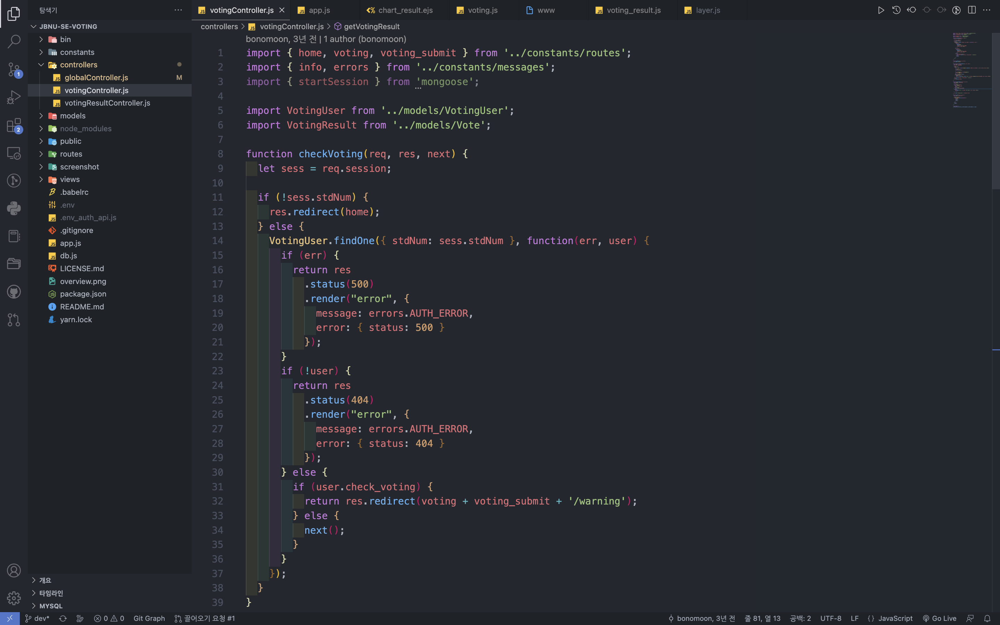 탐색기
JBNU-SE-VOTING
bin
constants
controllers
globalController.js M
votingController.js
votingResultController.js
models
node_modules
public
routes
screenshot
views
.babelrc
.env
.env_auth_api.js
.gitignore
app.js
db.js
LICENSE.md
overview.png
package.json
README.md
yarn.lock
개요
타임라인
MYSQL
1
2
votingController.js app.js chart_result.ejs voting.js www voting_result.js layer.js
controllers > votingController.js > getVotingResult
bonomoon, 3년 전 | 1 author (bonomoon)
1 import { home, voting, voting_submit } from '../constants/routes';
2 import { info, errors } from '../constants/messages';
3 import { startSession } from 'mongoose';
4
5 import VotingUser from '../models/VotingUser';
6 import VotingResult from '../models/Vote';
7
8 function checkVoting(req, res, next) {
9 let sess = req.session;
10
11 if (!sess.stdNum) {
12 res.redirect(home);
13 } else {
14 VotingUser.findOne({ stdNum: sess.stdNum }, function(err, user) {
15 if (err) {
16 return res
17 .status(500)
18 .render("error", {
19 message: errors.AUTH_ERROR,
20 error: { status: 500 }
21 });
22 }
23 if (!user) {
24 return res
25 .status(404)
26 .render("error", {
27 message: errors.AUTH_ERROR,
28 error: { status: 404 }
29 });
30 } else {
31 if (user.check_voting) {
32 return res.redirect(voting + voting_submit + '/warning');
33 } else {
34 next();
35 }
36 }
37 });
38 }
39 }
dev* 0 0 Git Graph 끌어오기 요청 #1 bonomoon, 3년 전 줄 81, 열 13 공백: 2 UTF-8 LF {} JavaScript Go Live